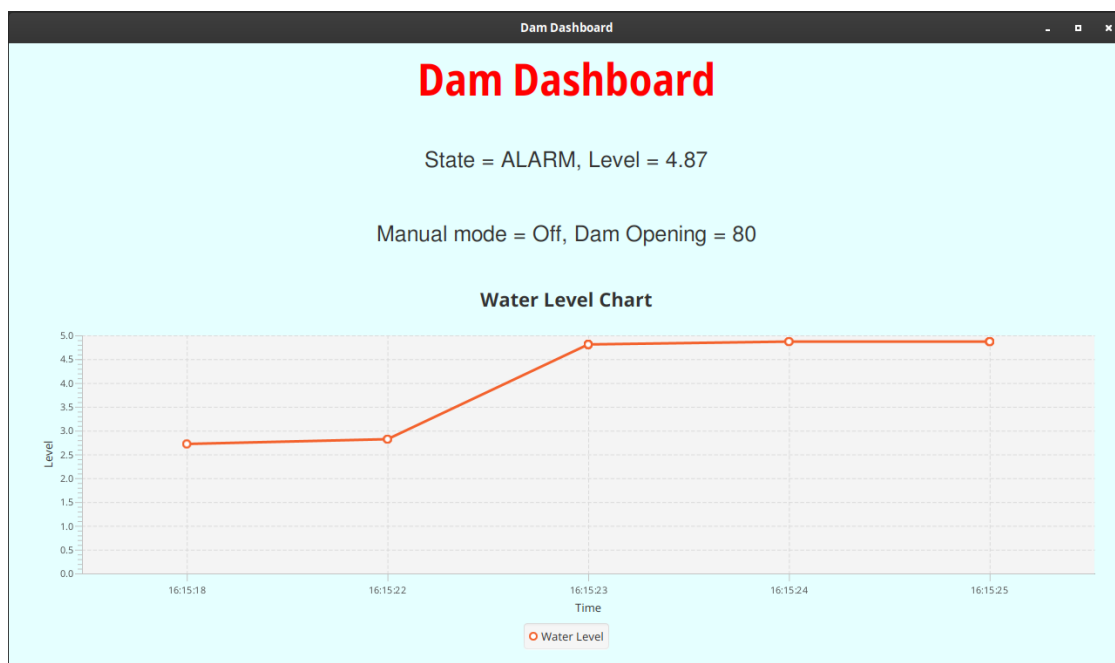 Dam Dashboard
Dam Dashboard
State = ALARM, Level = 4.87
Manual mode = Off, Dam Opening = 80
Water Level Chart
5.0
4.5
4.0
3.5
3.0
2.5
2.0
1.5
1.0
0.5
0.0
Level
16:15:18 16:15:22 16:15:23 16:15:24 16:15:25
Time
Water Level